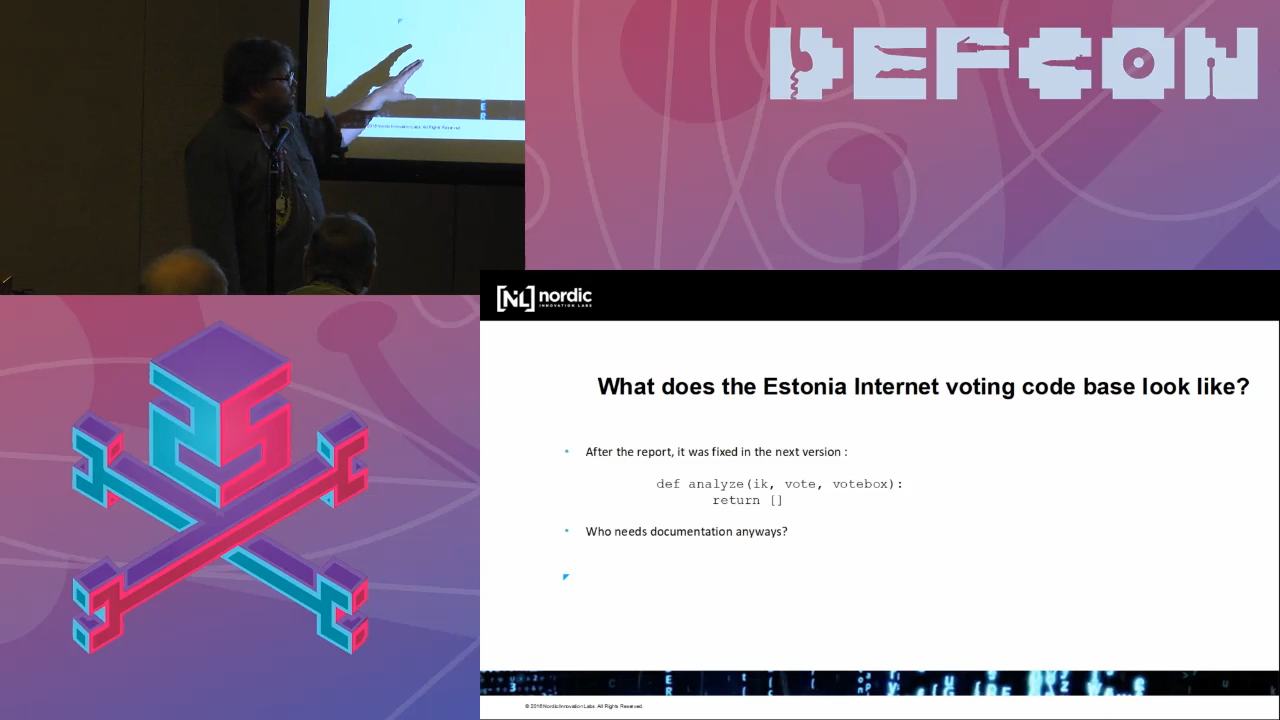 DEFCON
[NIL] nordic
INNOVATION LABS
What does the Estonia Internet voting code base look like?
• After the report, it was fixed in the next version :
def analyze(ik, vote, votebox):
return []
• Who needs documentation anyways?
© 2016 Nordic Innovation Labs. All Rights Reserved.